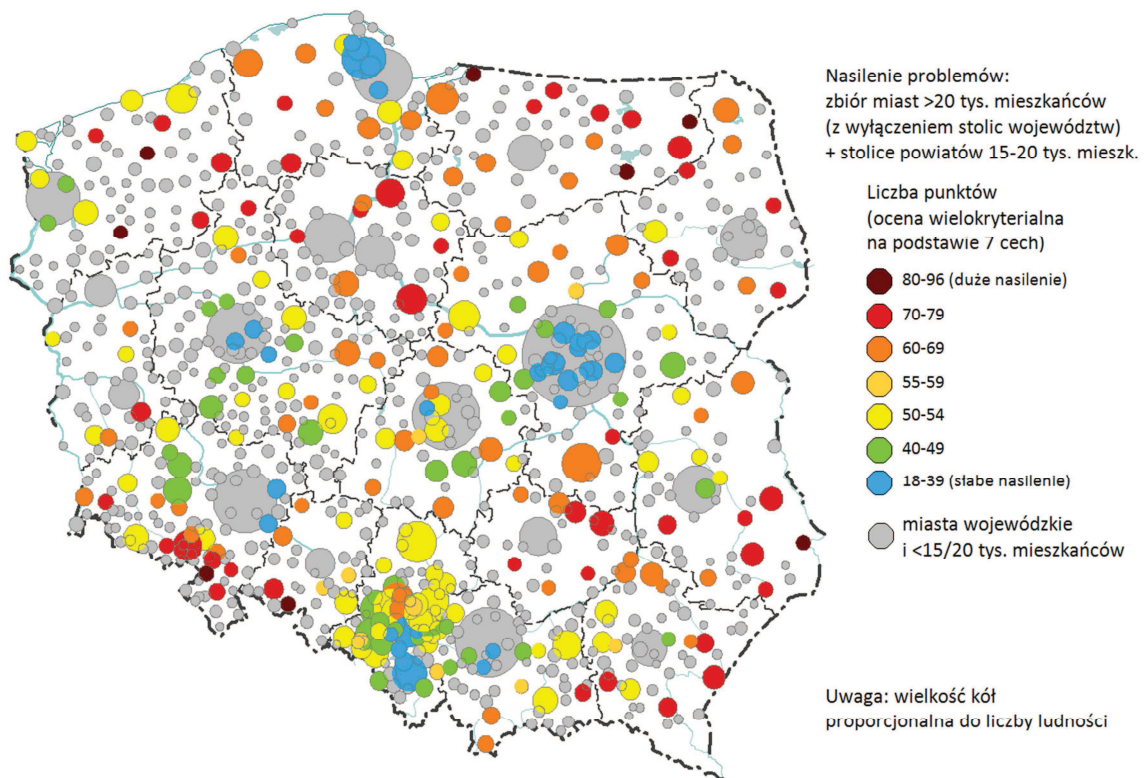 Nasilenie problemów:
zbiór miast >20 tys. mieszkańców
(z wyłączeniem stolic województw)
+ stolice powiatów 15-20 tys. mieszk.
Liczba punktów
(ocena wielokryterialna
na podstawie 7 cech)
80-96 (duże nasilenie)
70-79
60-69
55-59
50-54
40-49
18-39 (słabe nasilenie)
miasta wojewódzkie
i <15/20 tys. mieszkańców
Uwaga: wielkość kół
proporcjonalna do liczby ludności